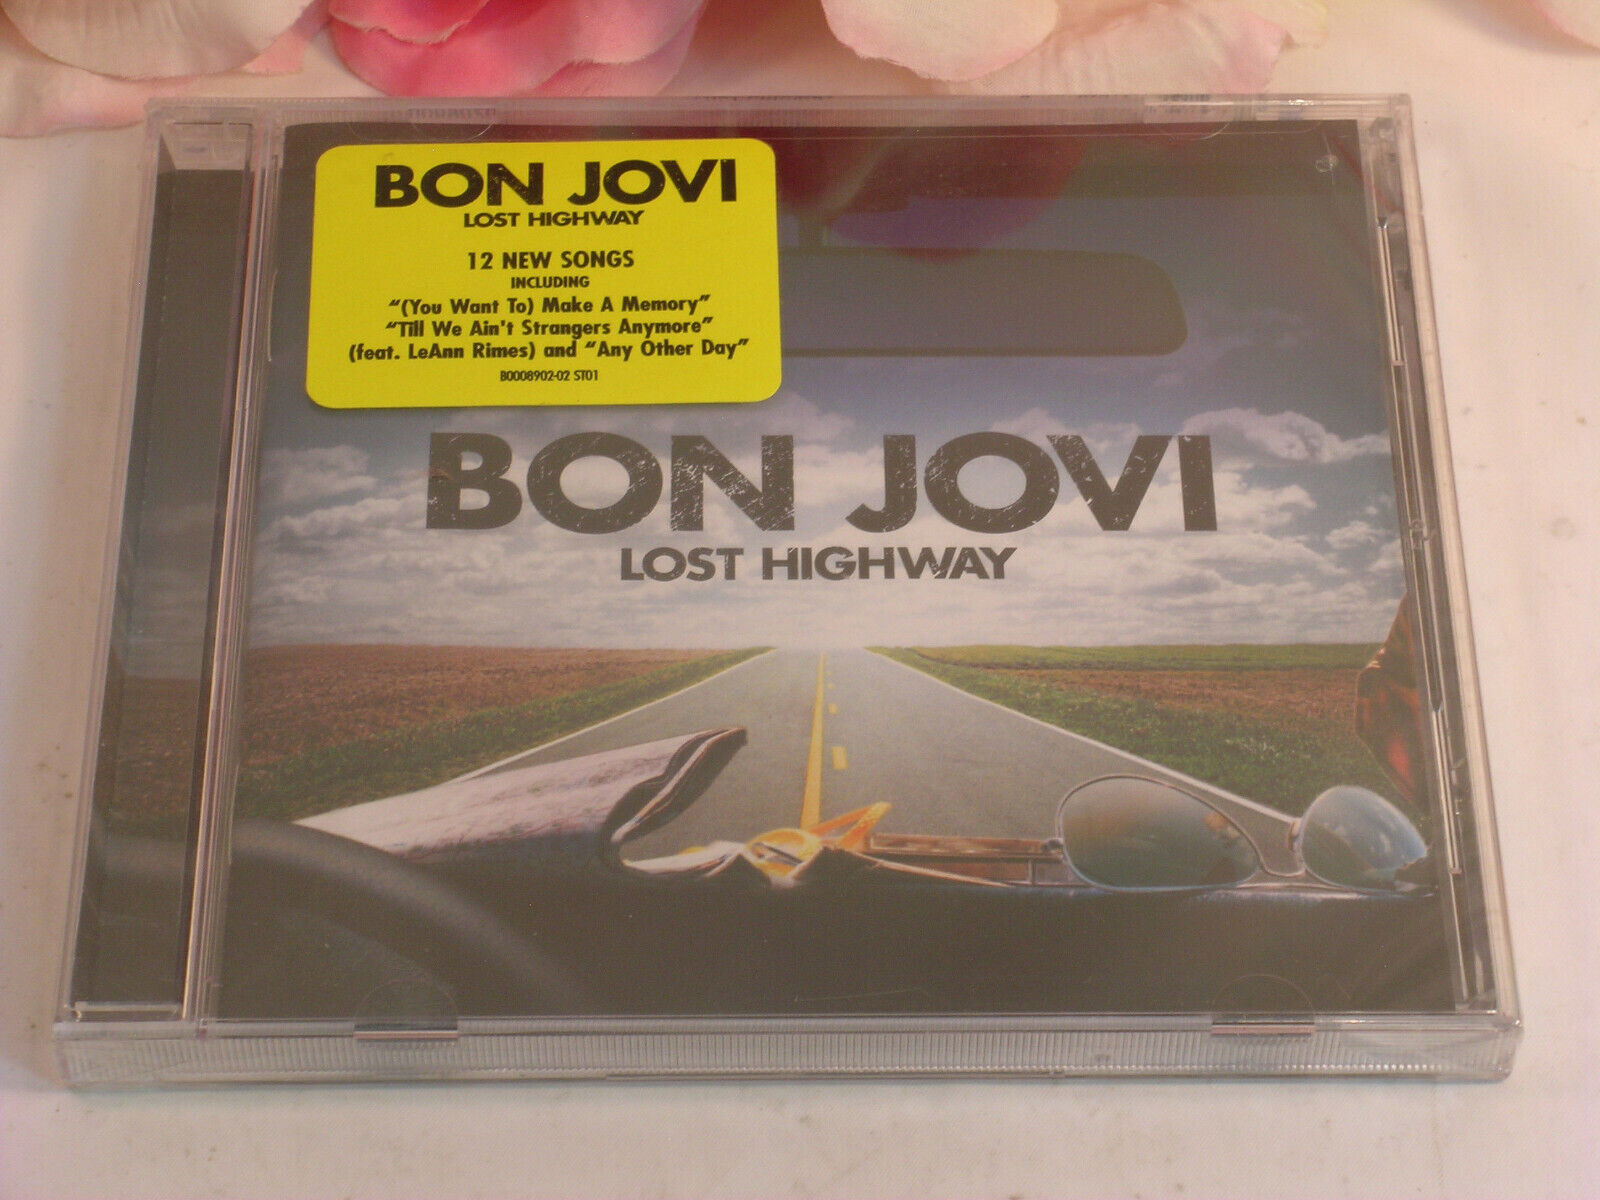 BON JOVI
LOST HIGHWAY
12 NEW SONGS
INCLUDING
“(You Want To) Make A Memory”
“Till We Ain't Strangers Anymore”
(feat. LeAnn Rimes) and “Any Other Day”
B0008902-02 ST01
BON JOVI
LOST HIGHWAY